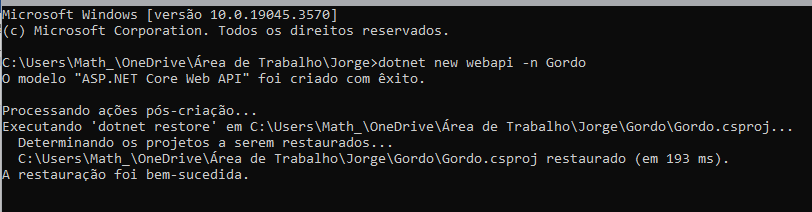 Microsoft Windows [versão 10.0.19045.3570]
(c) Microsoft Corporation. Todos os direitos reservados.
C:\Users\Math_\OneDrive\Área de Trabalho\Jorge>dotnet new webapi -n Gordo
O modelo "ASP.NET Core Web API" foi criado com êxito.
Processando ações pós-criação...
Executando 'dotnet restore' em C:\Users\Math_\OneDrive\Área de Trabalho\Jorge\Gordo\Gordo.csproj...
  Determinando os projetos a serem restaurados...
  C:\Users\Math_\OneDrive\Área de Trabalho\Jorge\Gordo\Gordo.csproj restaurado (em 193 ms).
A restauração foi bem-sucedida.